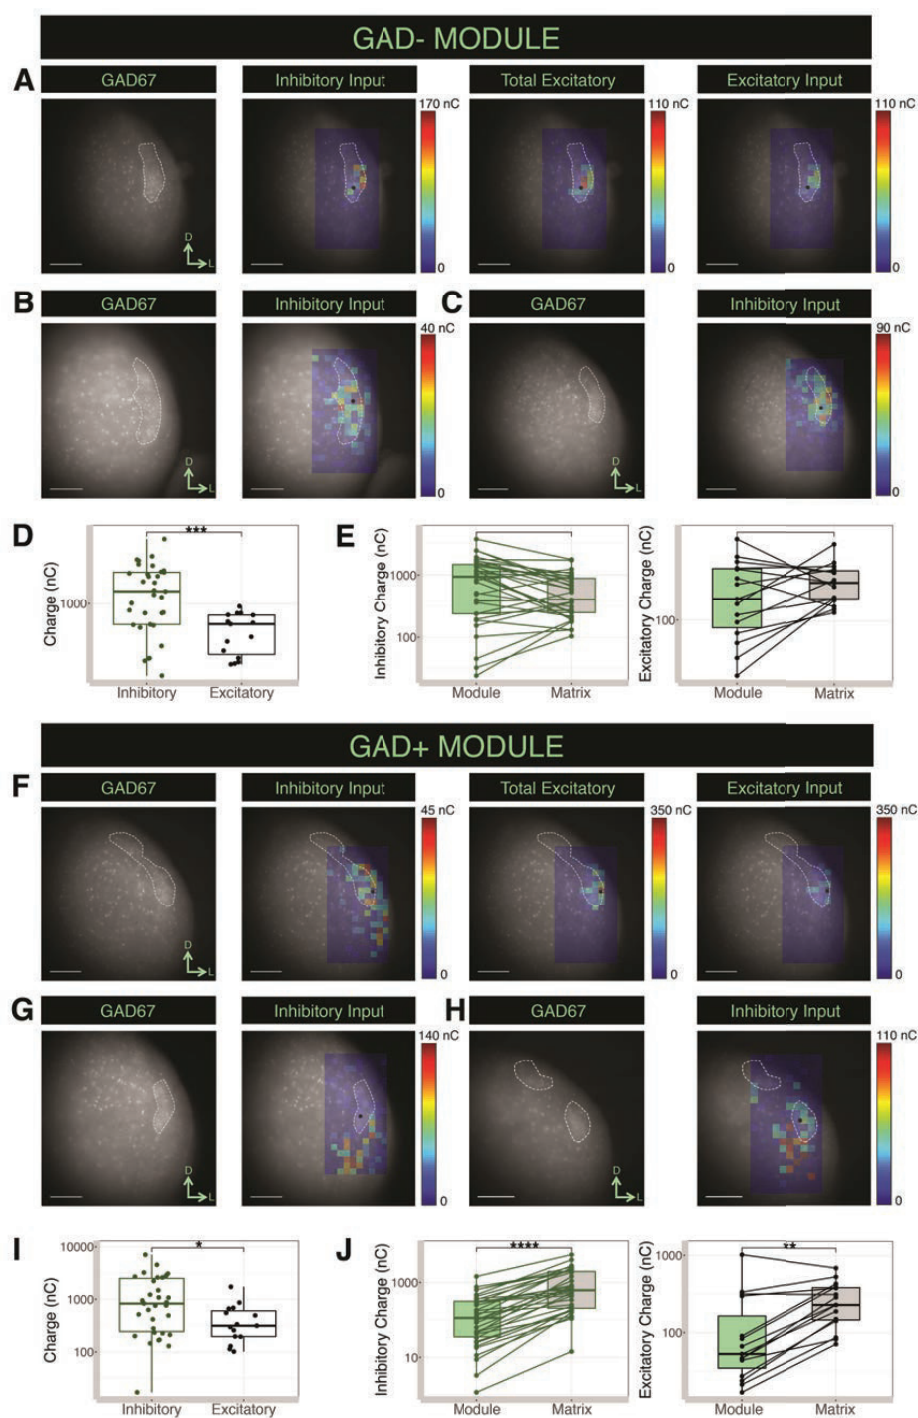 GAD- MODULE
A GAD67 Inhibitory Input Total Excitatory Excitatory Input
170 nC 110 nC 110 nC
D
L
0 0 0
B GAD67 Inhibitory Input C GAD67 Inhibitory Input
40 nC 90 nC
D D
L L
0 0
D E
*** 
Charge (nC)
1000
Inhibitory Excitatory
Inhibitory Charge (nC)
1000
100
Module Matrix
Excitatory Charge (nC)
100
Module Matrix
GAD+ MODULE
F GAD67 Inhibitory Input Total Excitatory Excitatory Input
45 nC 350 nC 350 nC
D
L
0 0 0
G GAD67 Inhibitory Input H GAD67 Inhibitory Input
140 nC 110 nC
D D
L L
0 0
I J
*
Charge (nC)
10000
1000
100
Inhibitory Excitatory
****
Inhibitory Charge (nC)
1000
10
Module Matrix
**
Excitatory Charge (nC)
1000
100
Module Matrix